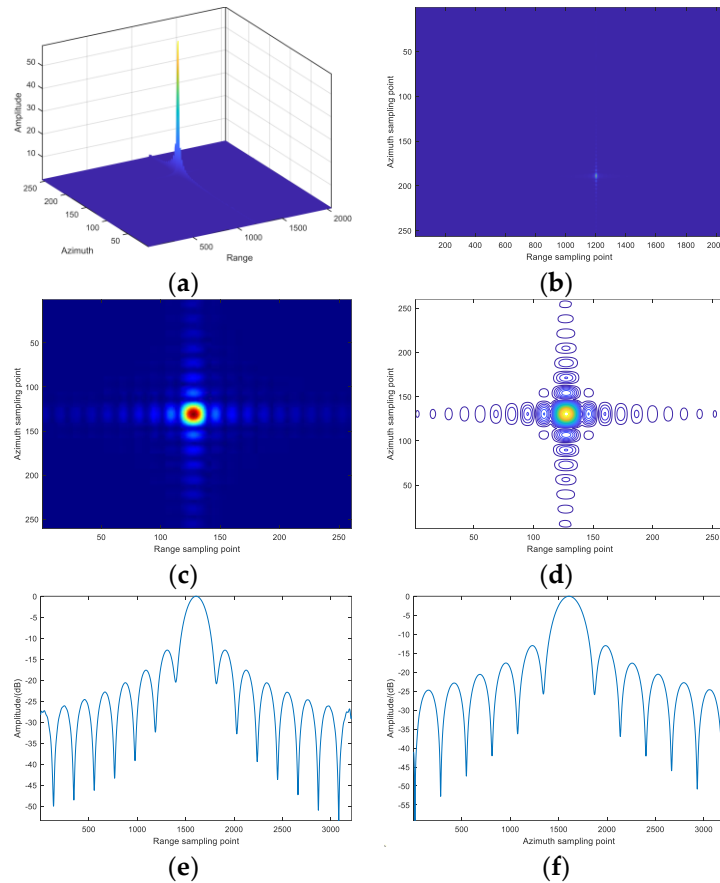 50
40
30
20
10
Amplitude
250
200
150
100
50
Azimuth
500
1000
1500
2000
Range
(a)
50
100
150
200
250
Azimuth sampling point
200 400 600 800 1000 1200 1400 1600 1800 2000
Range sampling point
(b)
50
100
150
200
250
Azimuth sampling point
50 100 150 200 250
Range sampling point
(c)
250
200
150
100
50
Azimuth sampling point
50 100 150 200 250
Range sampling point
(d)
0
-5
-10
-15
-20
-25
-30
-35
-40
-45
-50
Amplitude/(dB)
500 1000 1500 2000 2500 3000
Range sampling point
(e)
0
-5
-10
-15
-20
-25
-30
-35
-40
-45
-50
-55
Amplitude/(dB)
500 1000 1500 2000 2500 3000
Azimuth sampling point
(f)